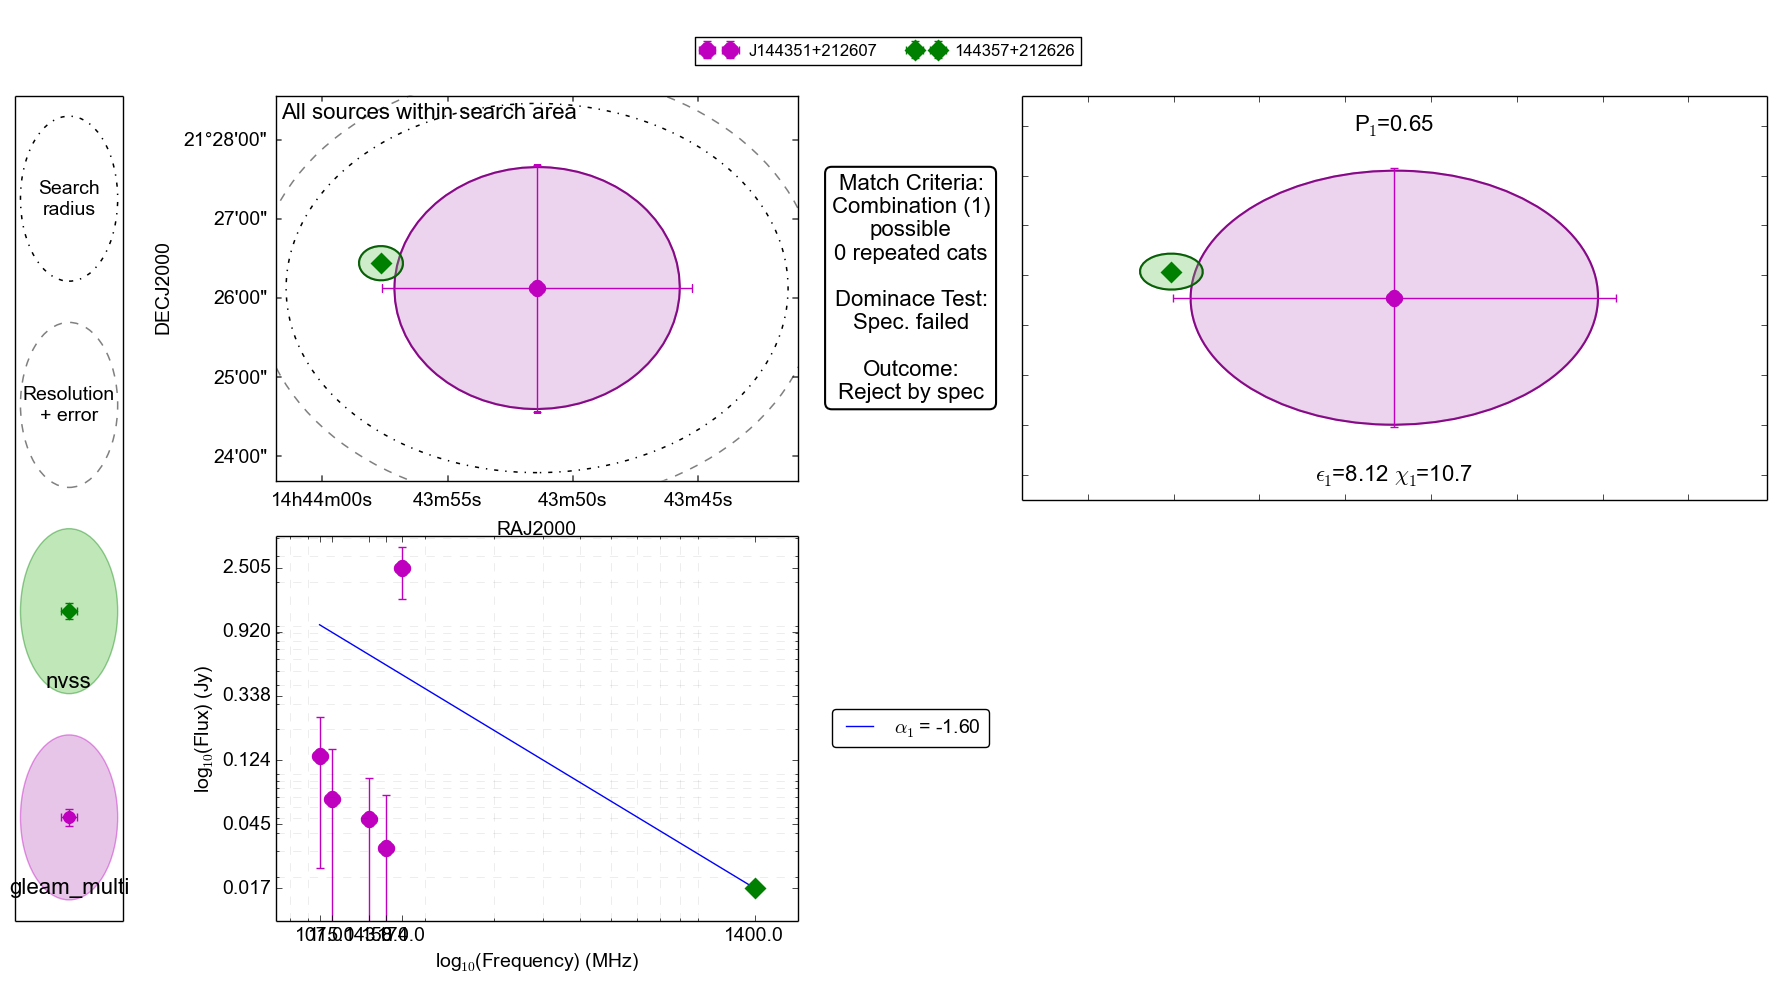 J144351+212607 144357+212626
Search
radius
Resolution
+ error
nvss
gleam_multi
All sources within search area
21°28'00"
27'00"
26'00"
25'00"
24'00"
DECJ2000
14h44m00s 43m55s 43m50s 43m45s
RAJ2000
Match Criteria:
Combination (1)
possible
0 repeated cats
Dominace Test:
Spec. failed
Outcome:
Reject by spec
P₁=0.65
ϵ₁=8.12 χ₁=10.7
2.505
0.920
0.338
0.124
0.045
0.017
log₁₀(Flux) (Jy)
1400.0
log₁₀(Frequency) (MHz)
α₁ = -1.60